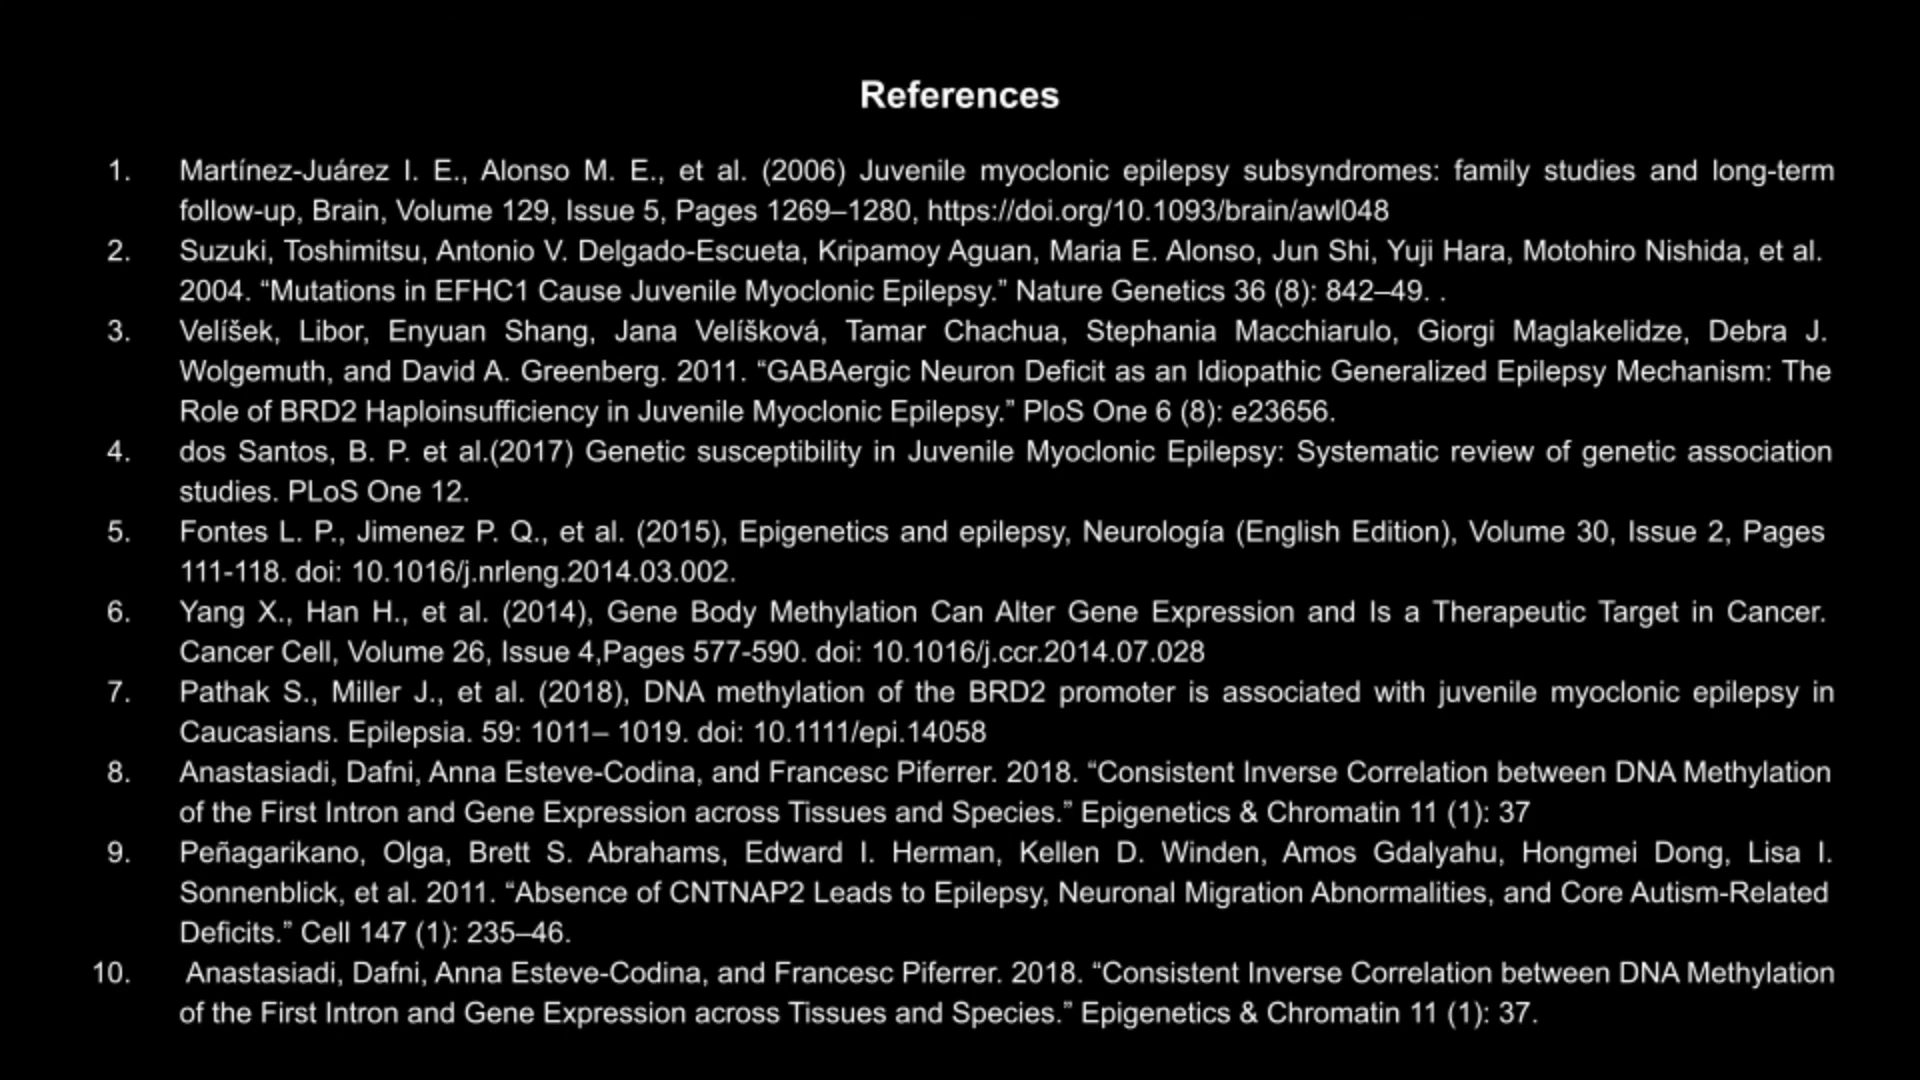 References
1. Martínez-Juárez I. E., Alonso M. E., et al. (2006) Juvenile myoclonic epilepsy subsyndromes: family studies and long-term
follow-up, Brain, Volume 129, Issue 5, Pages 1269–1280, https://doi.org/10.1093/brain/awl048
2. Suzuki, Toshimitsu, Antonio V. Delgado-Escueta, Kripamoy Aguan, Maria E. Alonso, Jun Shi, Yuji Hara, Motohiro Nishida, et al.
2004. “Mutations in EFHC1 Cause Juvenile Myoclonic Epilepsy.” Nature Genetics 36 (8): 842–49. .
3. Velíšek, Libor, Enyuan Shang, Jana Velíšková, Tamar Chachua, Stephania Macchiarulo, Giorgi Maglakelidze, Debra J.
Wolgemuth, and David A. Greenberg. 2011. “GABAergic Neuron Deficit as an Idiopathic Generalized Epilepsy Mechanism: The
Role of BRD2 Haploinsufficiency in Juvenile Myoclonic Epilepsy.” PloS One 6 (8): e23656.
4. dos Santos, B. P. et al.(2017) Genetic susceptibility in Juvenile Myoclonic Epilepsy: Systematic review of genetic association
studies. PLoS One 12.
5. Fontes L. P., Jimenez P. Q., et al. (2015), Epigenetics and epilepsy, Neurología (English Edition), Volume 30, Issue 2, Pages
111-118. doi: 10.1016/j.nrleng.2014.03.002.
6. Yang X., Han H., et al. (2014), Gene Body Methylation Can Alter Gene Expression and Is a Therapeutic Target in Cancer.
Cancer Cell, Volume 26, Issue 4,Pages 577-590. doi: 10.1016/j.ccr.2014.07.028
7. Pathak S., Miller J., et al. (2018), DNA methylation of the BRD2 promoter is associated with juvenile myoclonic epilepsy in
Caucasians. Epilepsia. 59: 1011– 1019. doi: 10.1111/epi.14058
8. Anastasiadi, Dafni, Anna Esteve-Codina, and Francesc Piferrer. 2018. “Consistent Inverse Correlation between DNA Methylation
of the First Intron and Gene Expression across Tissues and Species.” Epigenetics & Chromatin 11 (1): 37
9. Peñagarikano, Olga, Brett S. Abrahams, Edward I. Herman, Kellen D. Winden, Amos Gdalyahu, Hongmei Dong, Lisa I.
Sonnenblick, et al. 2011. “Absence of CNTNAP2 Leads to Epilepsy, Neuronal Migration Abnormalities, and Core Autism-Related
Deficits.” Cell 147 (1): 235–46.
10. Anastasiadi, Dafni, Anna Esteve-Codina, and Francesc Piferrer. 2018. “Consistent Inverse Correlation between DNA Methylation
of the First Intron and Gene Expression across Tissues and Species.” Epigenetics & Chromatin 11 (1): 37.